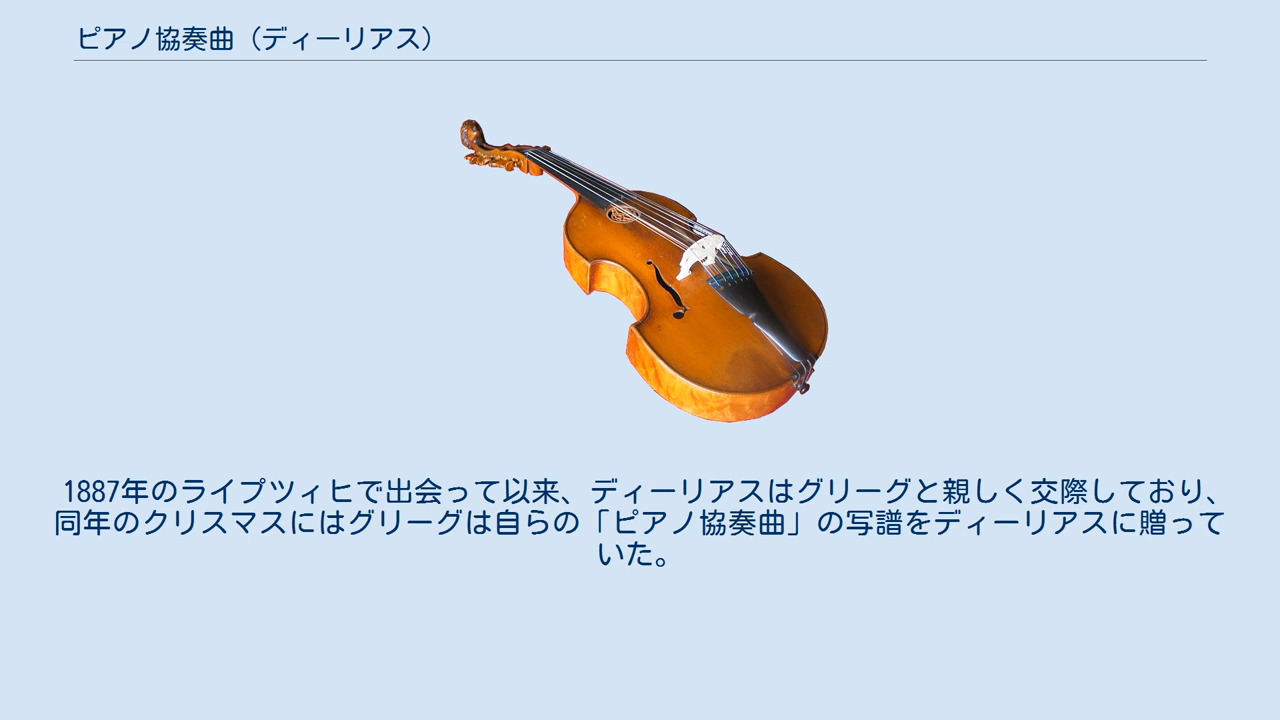 ピアノ協奏曲（ディーリアス）
1887年のライプツィヒで出会って以来、ディーリアスはグリーグと親しく交際しており、
同年のクリスマスにはグリーグは自らの「ピアノ協奏曲」の写譜をディーリアスに贈って
いた。